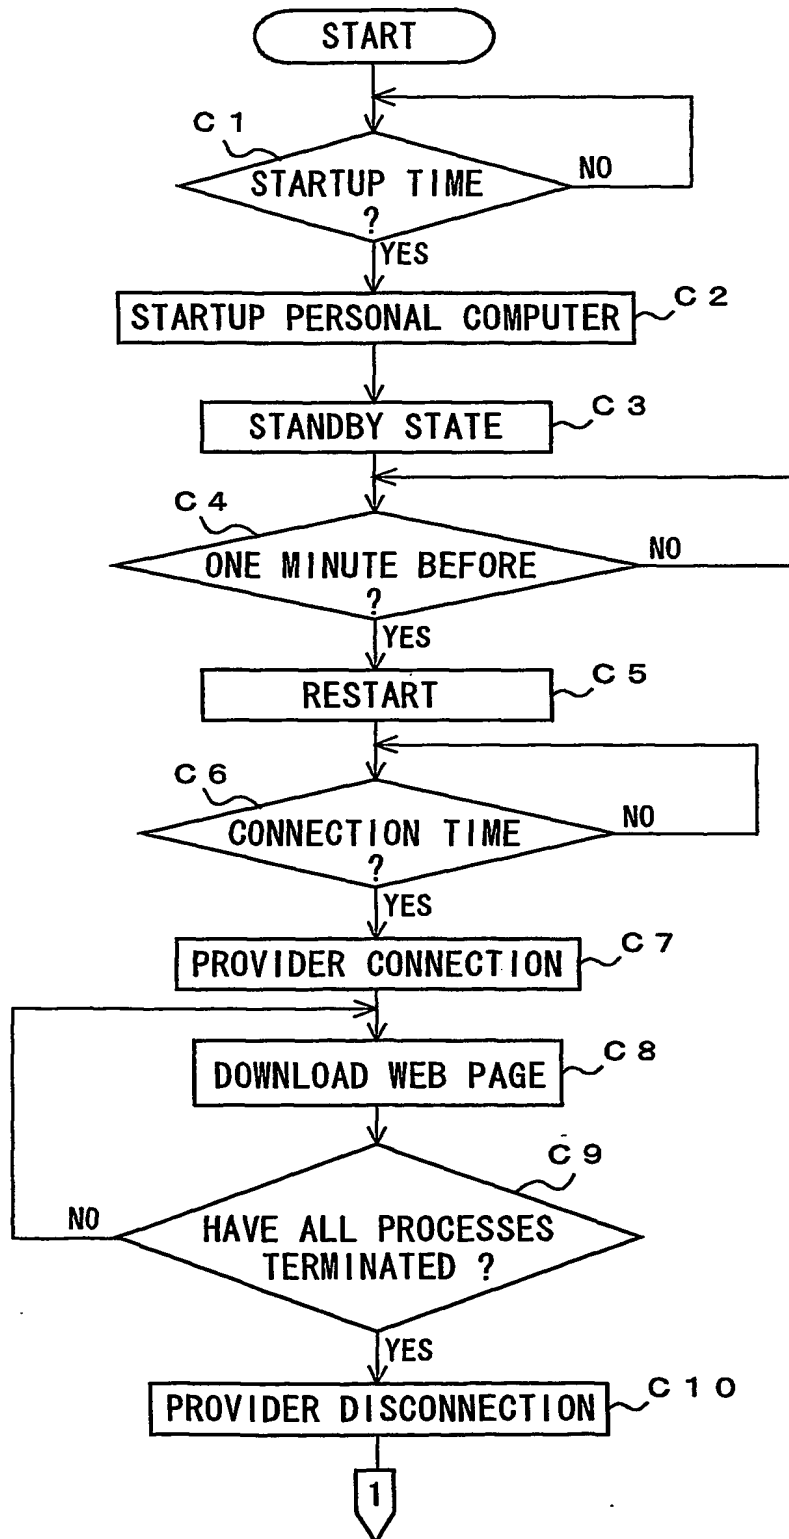 START
C 1
STARTUP TIME
?
NO
YES
STARTUP PERSONAL COMPUTER
C 2
STANDBY STATE
C 3
C 4
ONE MINUTE BEFORE
?
NO
YES
RESTART
C 5
C 6
CONNECTION TIME
?
NO
YES
PROVIDER CONNECTION
C 7
DOWNLOAD WEB PAGE
C 8
C 9
NO
HAVE ALL PROCESSES
TERMINATED ?
YES
PROVIDER DISCONNECTION
C 10
1